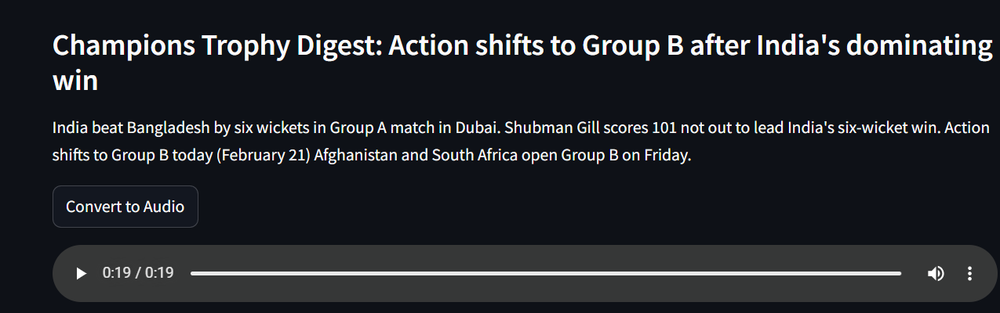 Champions Trophy Digest: Action shifts to Group B after India's dominating
win
India beat Bangladesh by six wickets in Group A match in Dubai. Shubman Gill scores 101 not out to lead India's six-wicket win. Action
shifts to Group B today (February 21) Afghanistan and South Africa open Group B on Friday.
Convert to Audio
0:19 / 0:19